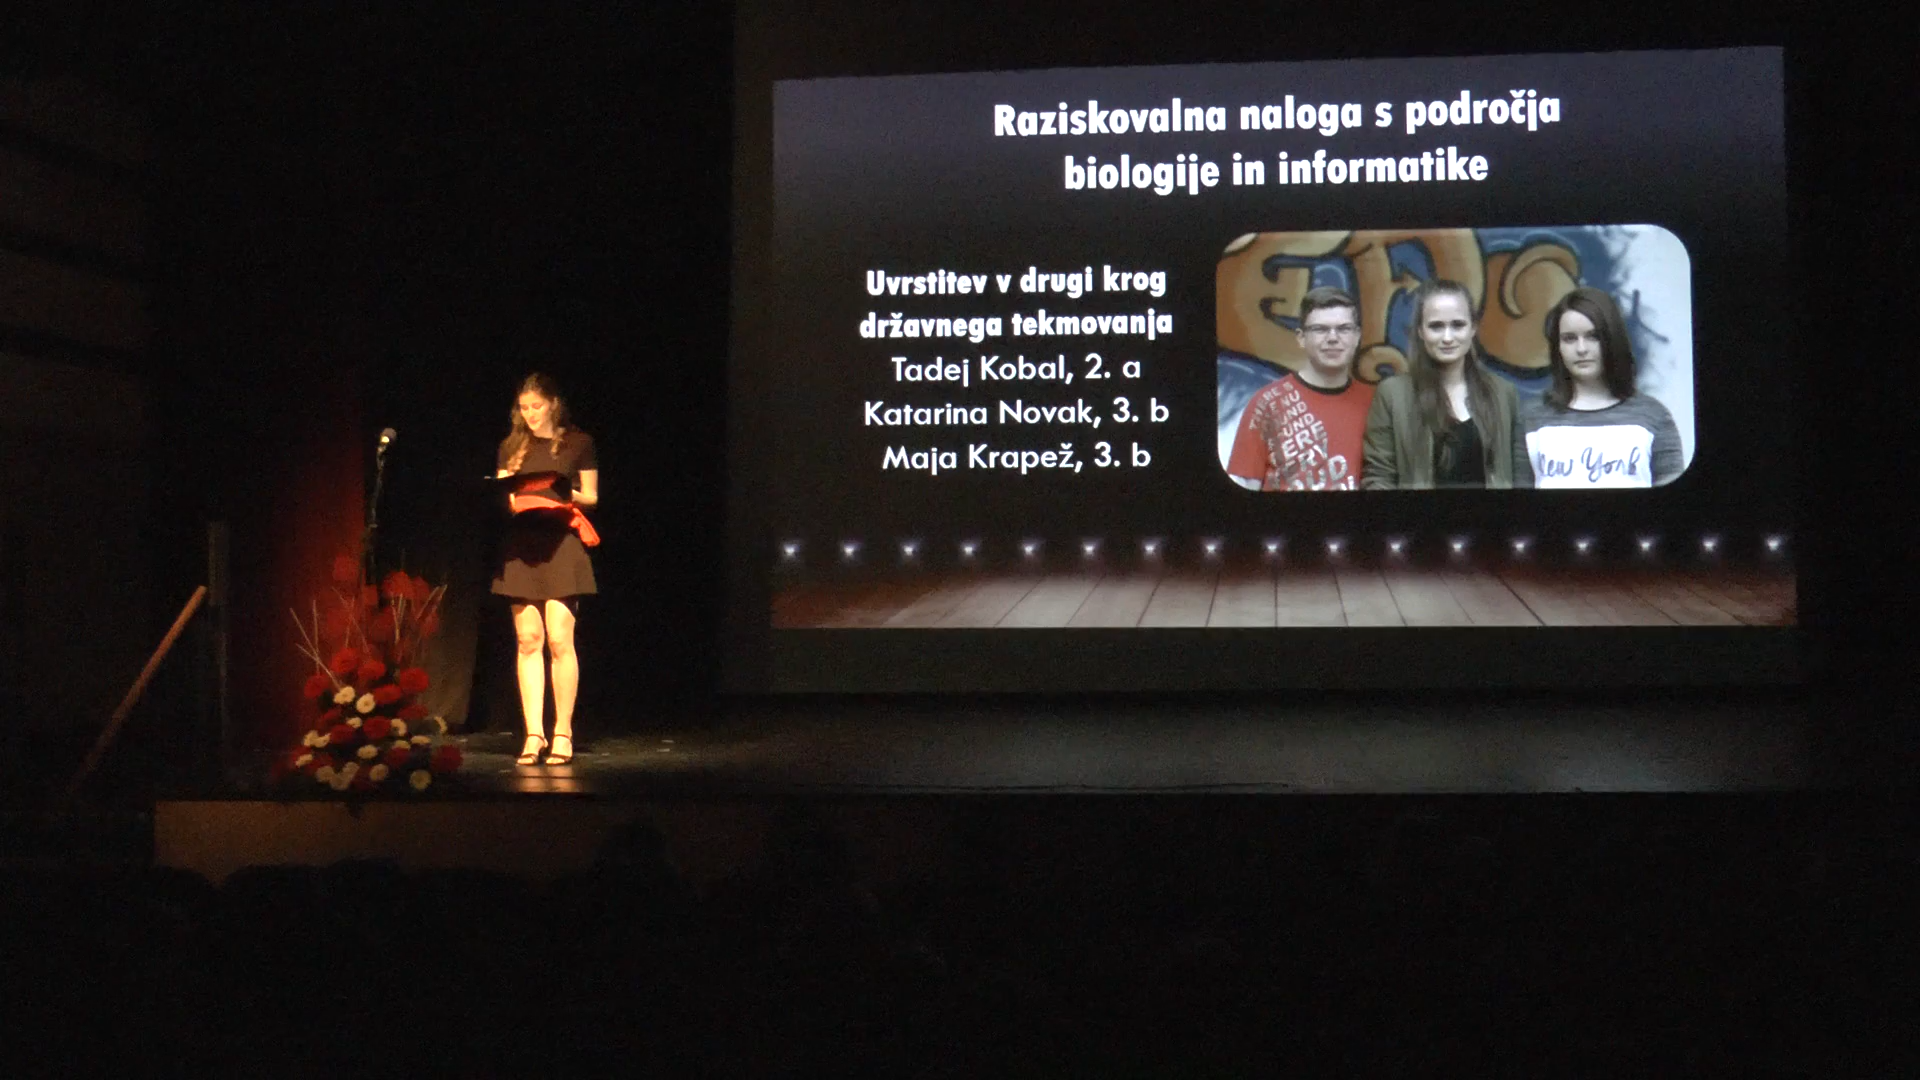 Raziskovalna naloga s področja
biologije in informatike
Uvrstitev v drugi krog
državnega tekmovanja
Tadej Kobal, 2. a
Katarina Novak, 3. b
Maja Krapež, 3. b
New York